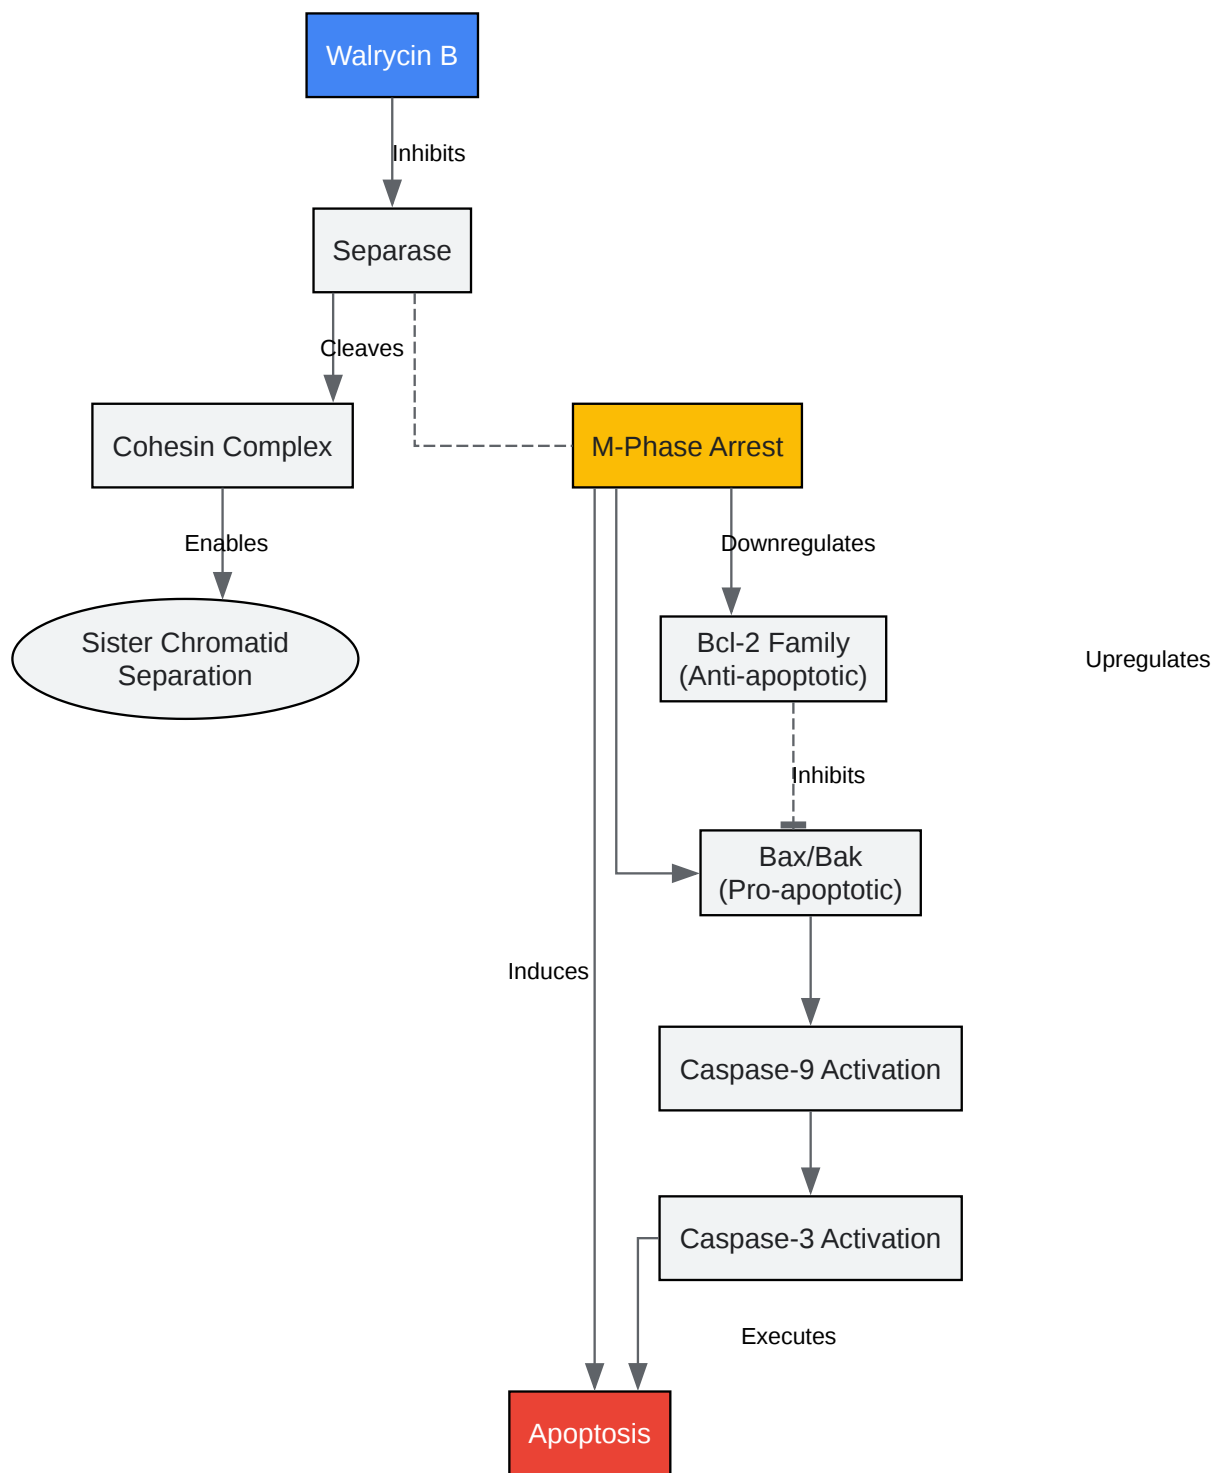 Walrycin B
Inhibits
Separase
Cleaves
Cohesin Complex
M-Phase Arrest
Enables
Downregulates
Sister Chromatid
Separation
Bcl-2 Family
(Anti-apoptotic)
Upregulates
Inhibits
Bax/Bak
(Pro-apoptotic)
Induces
Caspase-9 Activation
Caspase-3 Activation
Executes
Apoptosis